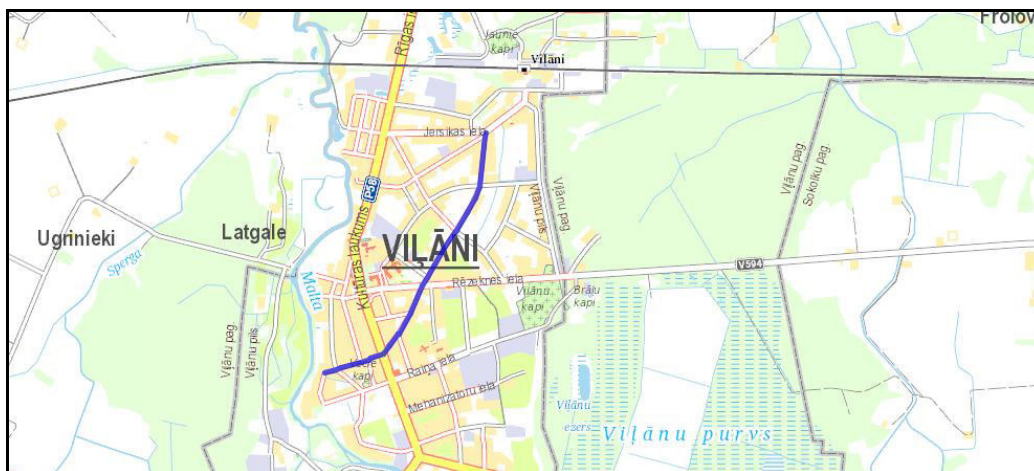 Frolov
Rīgas i
Jaunie
kapi
Viļāni
Jersikas iela
P58
Viļānu pils.
Viļānu pag.
Viļānu pag.
Sokolku pag.
Ugrinieki
Latgale
Sperga
Malta
Kultūras laukums
VIĻĀNI
Rēzeknes iela
V594
Viļānu
kapi
Brāļu
kapi
Viļānu pag.
Viļānu pils
kapi
Raiņa iela
Mehanizatoru iela
Viļānu
ezers
Viļānu purvs